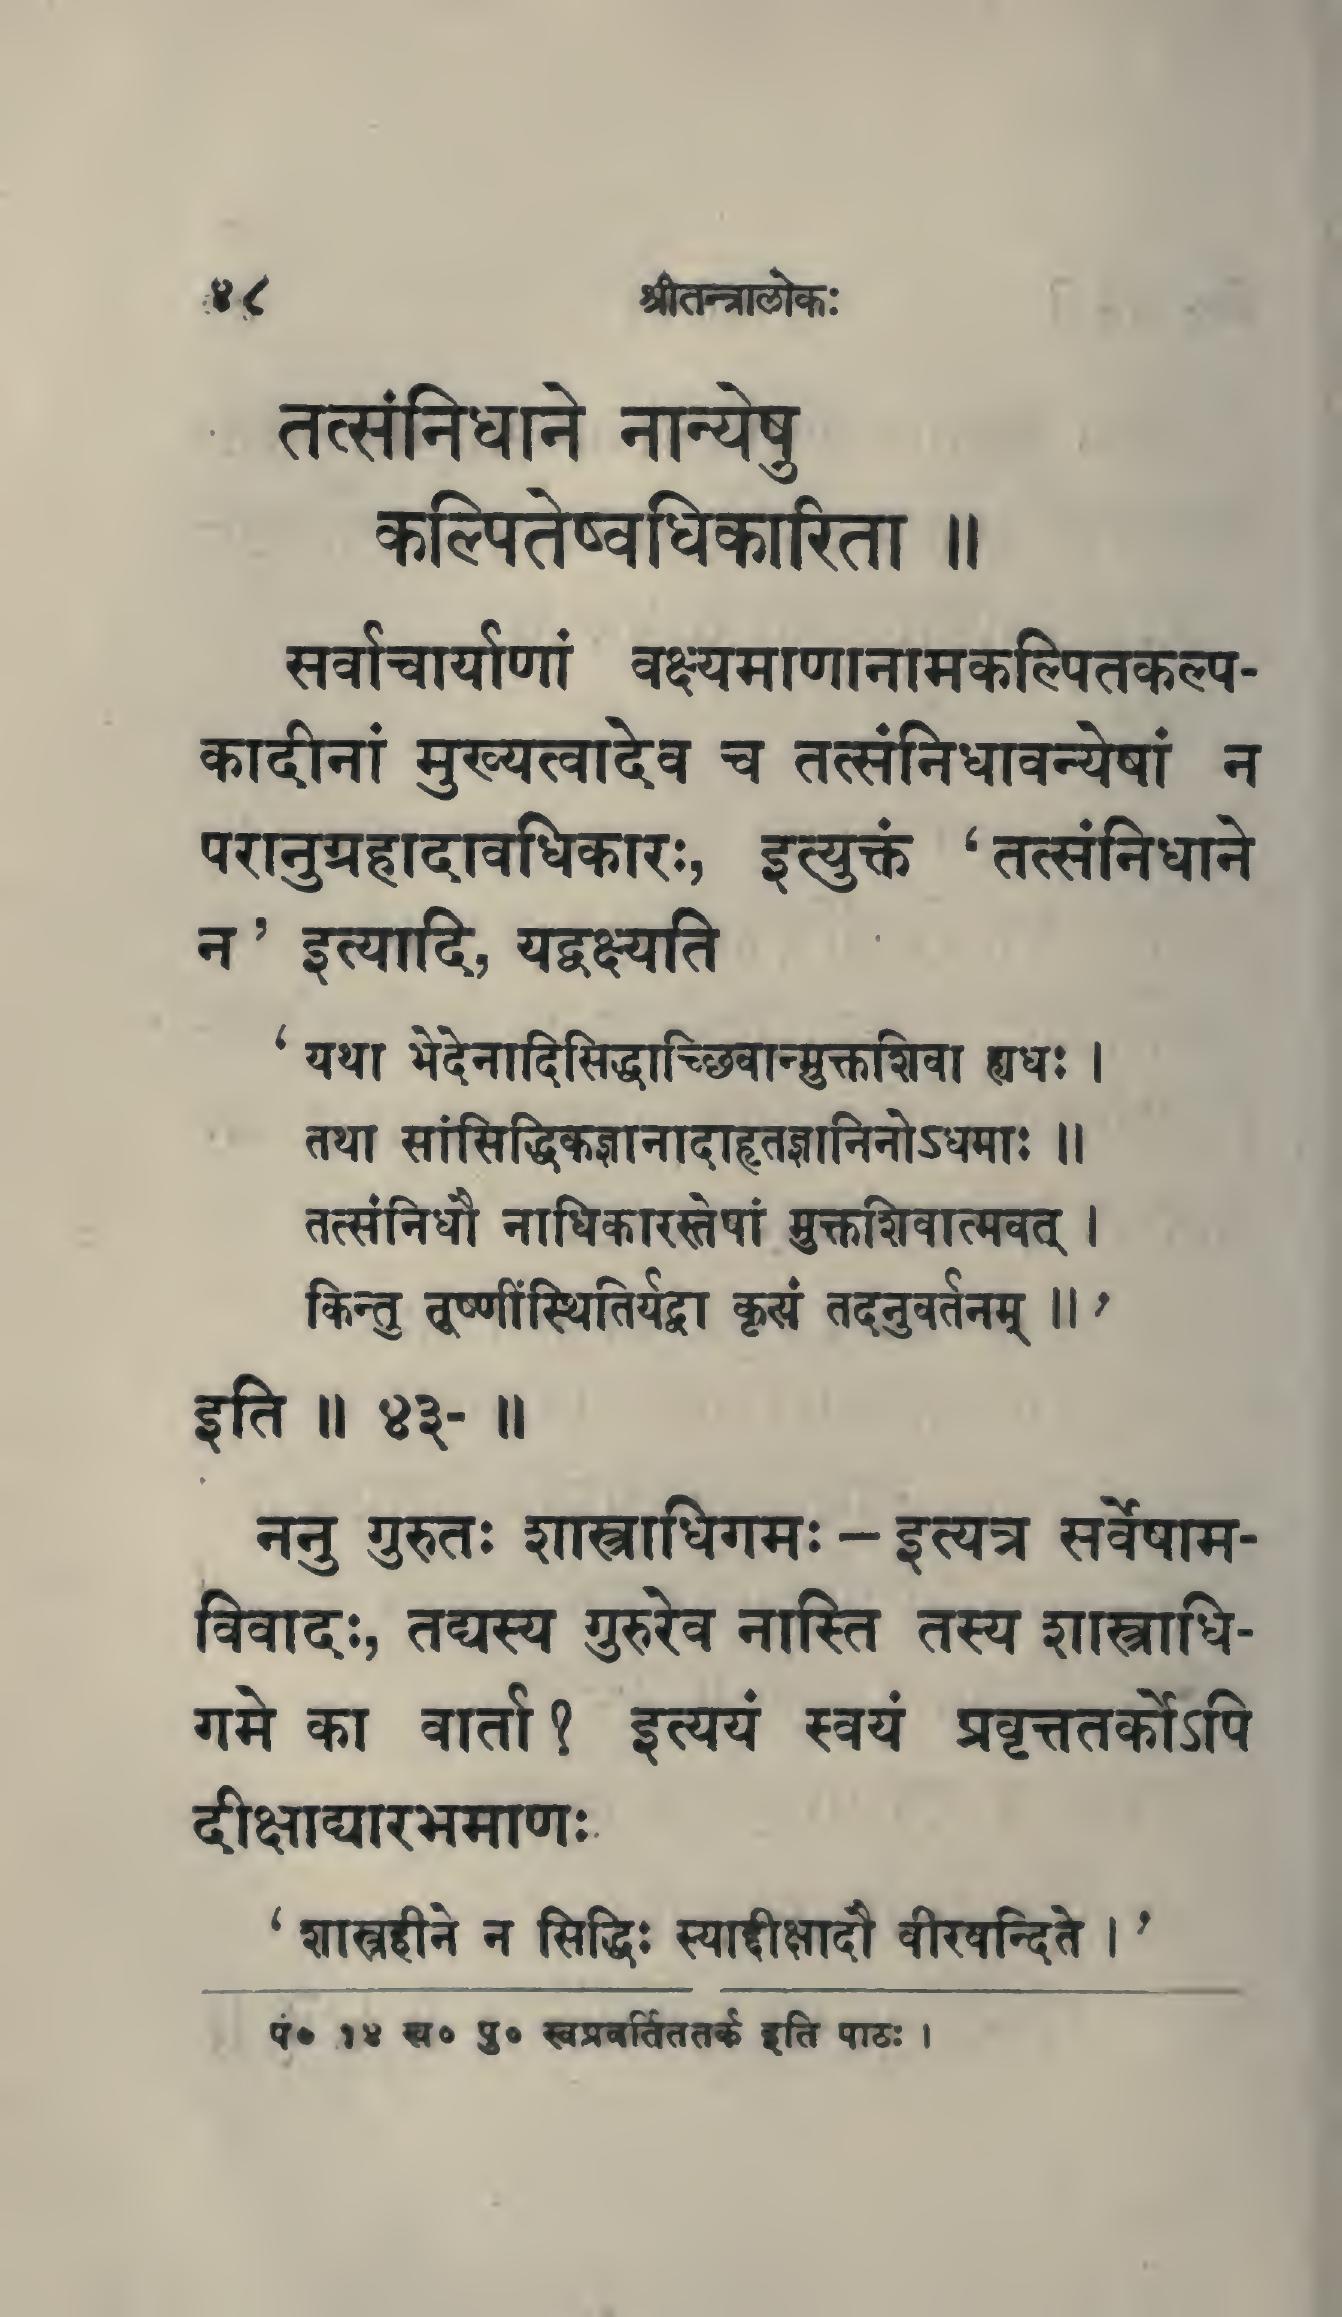 ४८ श्रीतन्त्रालोकः
तत्संनिधाने नान्येषु
कल्पितेष्वधिकारिता ॥
सर्वाचार्याणां वक्ष्यमाणानामकल्पितकल्प-
कादीनां मुख्यत्वादेव च तत्संनिधावन्येषां न
परानुग्रहादावधिकारः, इत्युक्तं ‘तत्संनिधाने
न’ इत्यादि, यद्वक्ष्यति
‘यथा भेदेनादिसिद्धाच्छिवान्मुक्तशिवा ह्यधः ।
तथा सांसिद्धिकज्ञानादाहृतज्ञानिनोऽधमाः ॥
तत्संनिधौ नाधिकारस्तेषां मुक्तशिवात्मवत् ।
किन्तु तूष्णींस्थितिर्यद्वा कृत्यं तदनुवर्तनम् ॥’
इति ॥ ४३- ॥
ननु गुरुतः शास्त्राधिगमः – इत्यत्र सर्वेषाम-
विवादः, तद्यस्य गुरुरेव नास्ति तस्य शास्त्राधि-
गमे का वार्ता? इत्ययं स्वयं प्रवृत्ततर्कोऽपि
दीक्षाद्यारभमाणः
‘शास्त्रहीने न सिद्धिः स्याद्दीक्षादौ वीरवन्दिते ।’
पं० १४ ख० पु० स्वप्रवर्तिततर्क इति पाठः ।